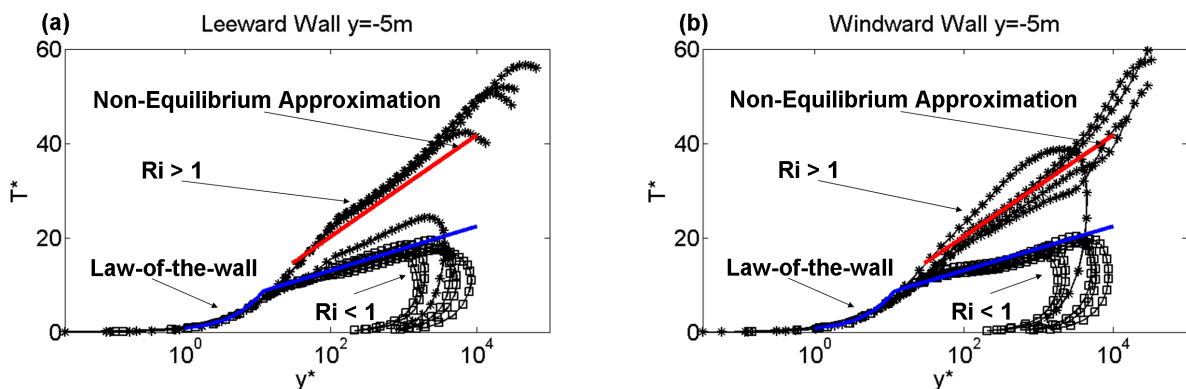 (a) Leeward Wall y=-5m
60
40
20
0
T*
Non-Equilibrium Approximation
Ri > 1
Law-of-the-wall
Ri < 1
10^0
10^2
10^4
y*
(b) Windward Wall y=-5m
60
40
20
0
T*
Non-Equilibrium Approximation
Ri > 1
Law-of-the-wall
Ri < 1
10^0
10^2
10^4
y*